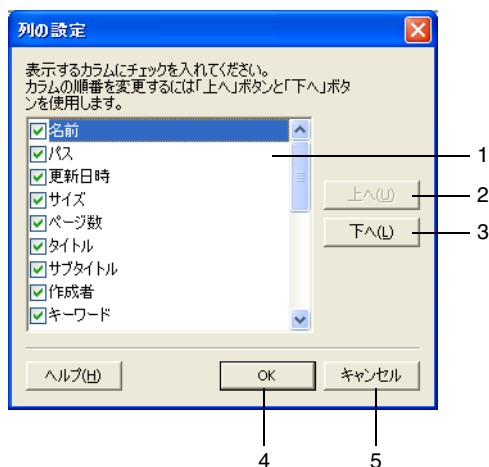 列の設定
表示するカラムにチェックを入れてください。
カラムの順番を変更するには「上へ」ボタンと「下へ」ボタ
ンを使用します。
名前
パス
更新日時
サイズ
ページ数
タイトル
サブタイトル
作成者
キーワード
1
上へ(U)
2
下へ(L)
3
ヘルプ(H)
OK
キャンセル
4
5